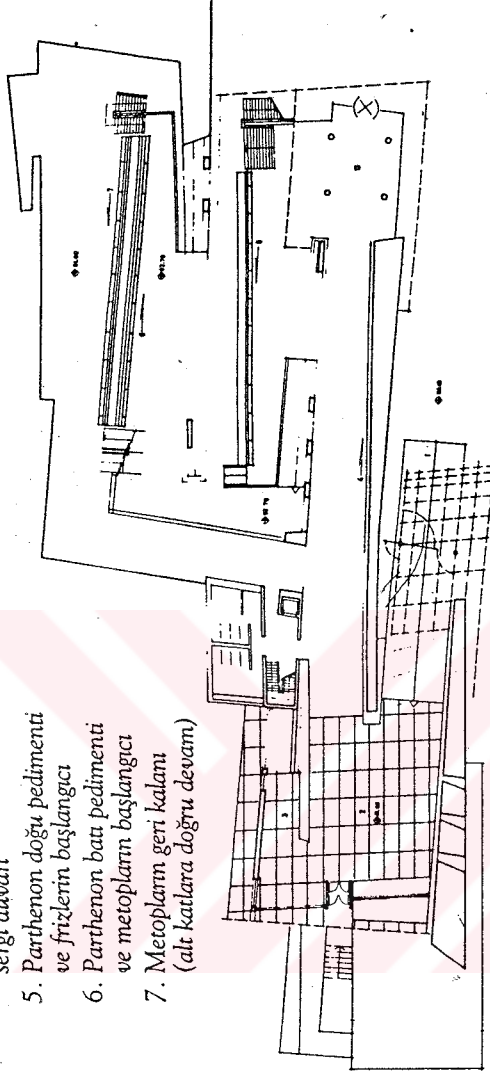 sergi duvarı
5. Parthenon doğu pedimenti
ve frizlerin başlangıcı
6. Parthenon batı pedimenti
ve metopların başlangıcı
7. Metopların geri kalanı
(alt katlara doğru devam)